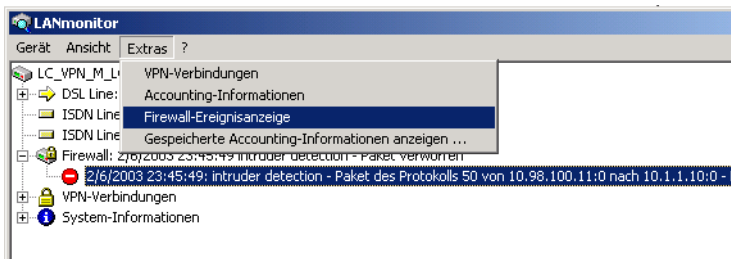 LANmonitor
Gerät Ansicht Extras ?
VPN-Verbindungen
Accounting-Informationen
Firewall-Ereignisanzeige
Gespeicherte Accounting-Informationen anzeigen ...
LC_VPN_M_L
DSL Line:
ISDN Line
ISDN Line
Firewall: 2/6/2003 23:45:49 intruder detection - Paket verworfen
2/6/2003 23:45:49: intruder detection - Paket des Protokolls 50 von 10.98.100.11:0 nach 10.1.1.10:0 -
VPN-Verbindungen
System-Informationen